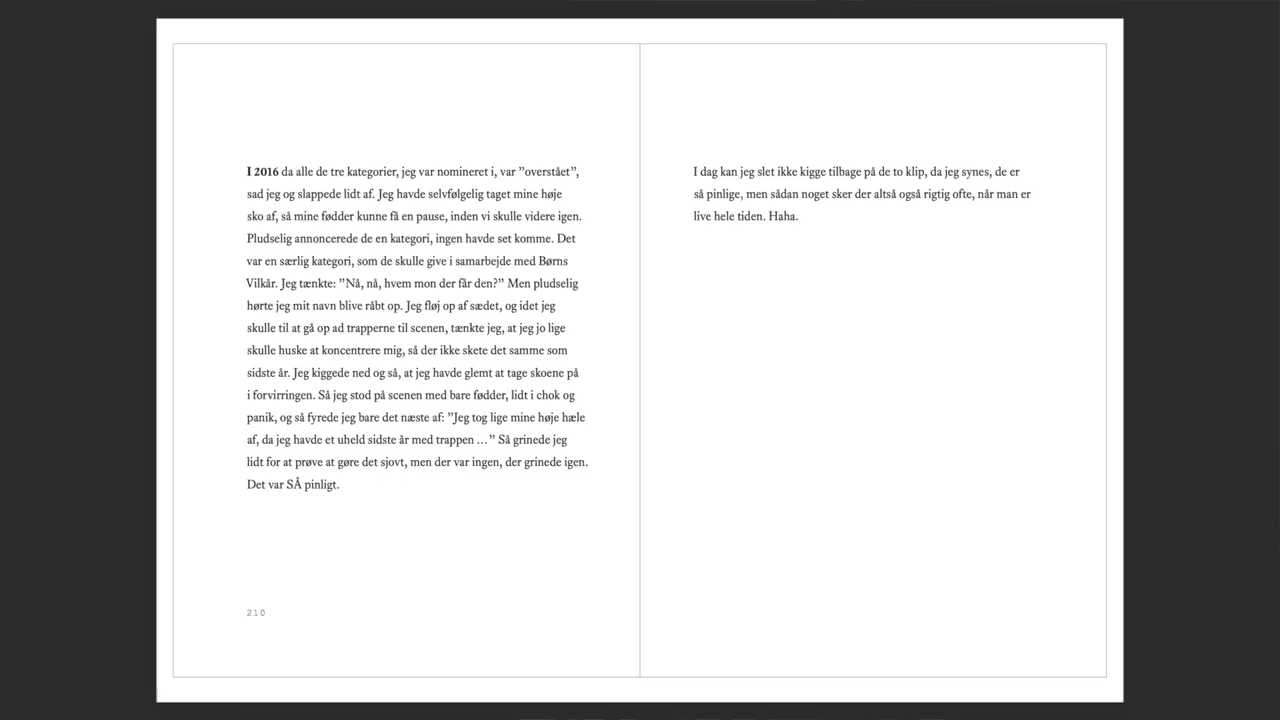 I 2016 da alle de tre kategorier, jeg var nomineret i, var ”overstået”,
sad jeg og slappede lidt af. Jeg havde selvfølgelig taget mine høje
sko af, så mine fødder kunne få en pause, inden vi skulle videre igen.
Pludselig annoncerede de en kategori, ingen havde set komme. Det
var en særlig kategori, som de skulle give i samarbejde med Børns
Vilkår. Jeg tænkte: ”Nå, nå, hvem mon der får den?” Men pludselig
hørte jeg mit navn blive råbt op. Jeg fløj op af sædet, og idet jeg
skulle til at gå op ad trapperne til scenen, tænkte jeg, at jeg jo lige
skulle huske at koncentrere mig, så der ikke skete det samme som
sidste år. Jeg kiggede ned og så, at jeg havde glemt at tage skoene på
i forvirringen. Så jeg stod på scenen med bare fødder, lidt i chok og
panik, og så fyrede jeg bare det næste af: ”Jeg tog lige mine høje hæle
af, da jeg havde et uheld sidste år med trappen …” Så grinede jeg
lidt for at prøve at gøre det sjovt, men der var ingen, der grinede igen.
Det var SÅ pinligt.
210
I dag kan jeg slet ikke kigge tilbage på de to klip, da jeg synes, de er
så pinlige, men sådan noget sker der altså også rigtig ofte, når man er
live hele tiden. Haha.